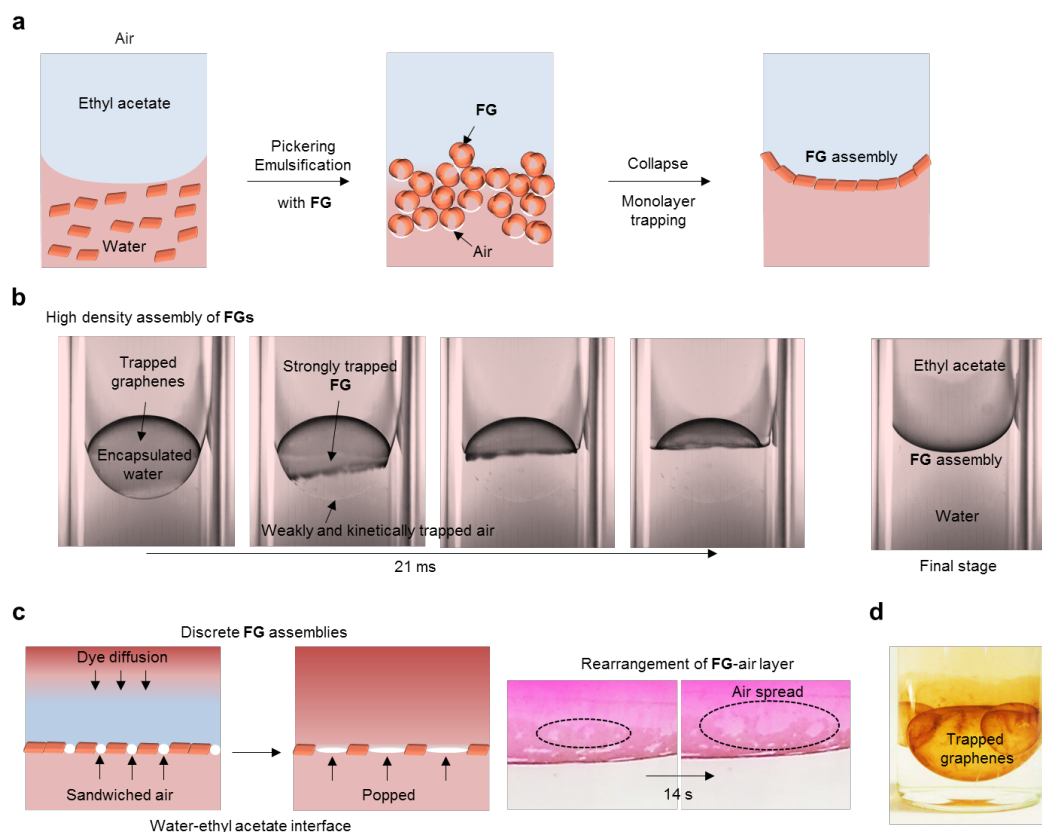 a
Air
Ethyl acetate
Water
Pickering
Emulsification
with FG
FG
Air
Collapse
Monolayer
trapping
FG assembly
b
High density assembly of FGs
Trapped
graphenes
Encapsulated
water
Strongly trapped
FG
Weakly and kinetically trapped air
21 ms
Ethyl acetate
FG assembly
Water
Final stage
c
Discrete FG assemblies
Dye diffusion
Sandwiched air
Popped
Water-ethyl acetate interface
Rearrangement of FG-air layer
Air spread
14 s
d
Trapped
graphenes